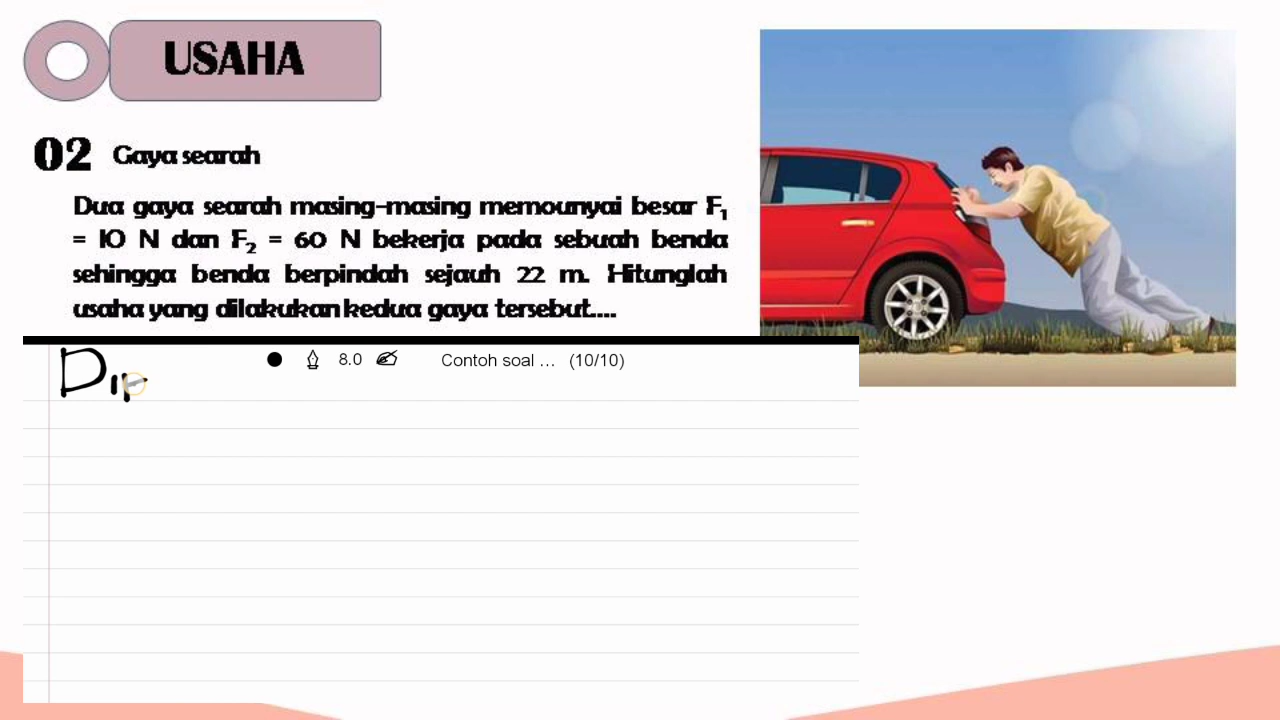 USAHA
02 Gaya searah
Dua gaya searah masing-masing memounyai besar F₁
= 10 N dan F₂ = 60 N bekerja pada sebuah benda
sehingga benda berpindah sejauh 22 m. Hitunglah
usaha yang dilakukan kedua gaya tersebut....
8.0 Contoh soal ... (10/10)